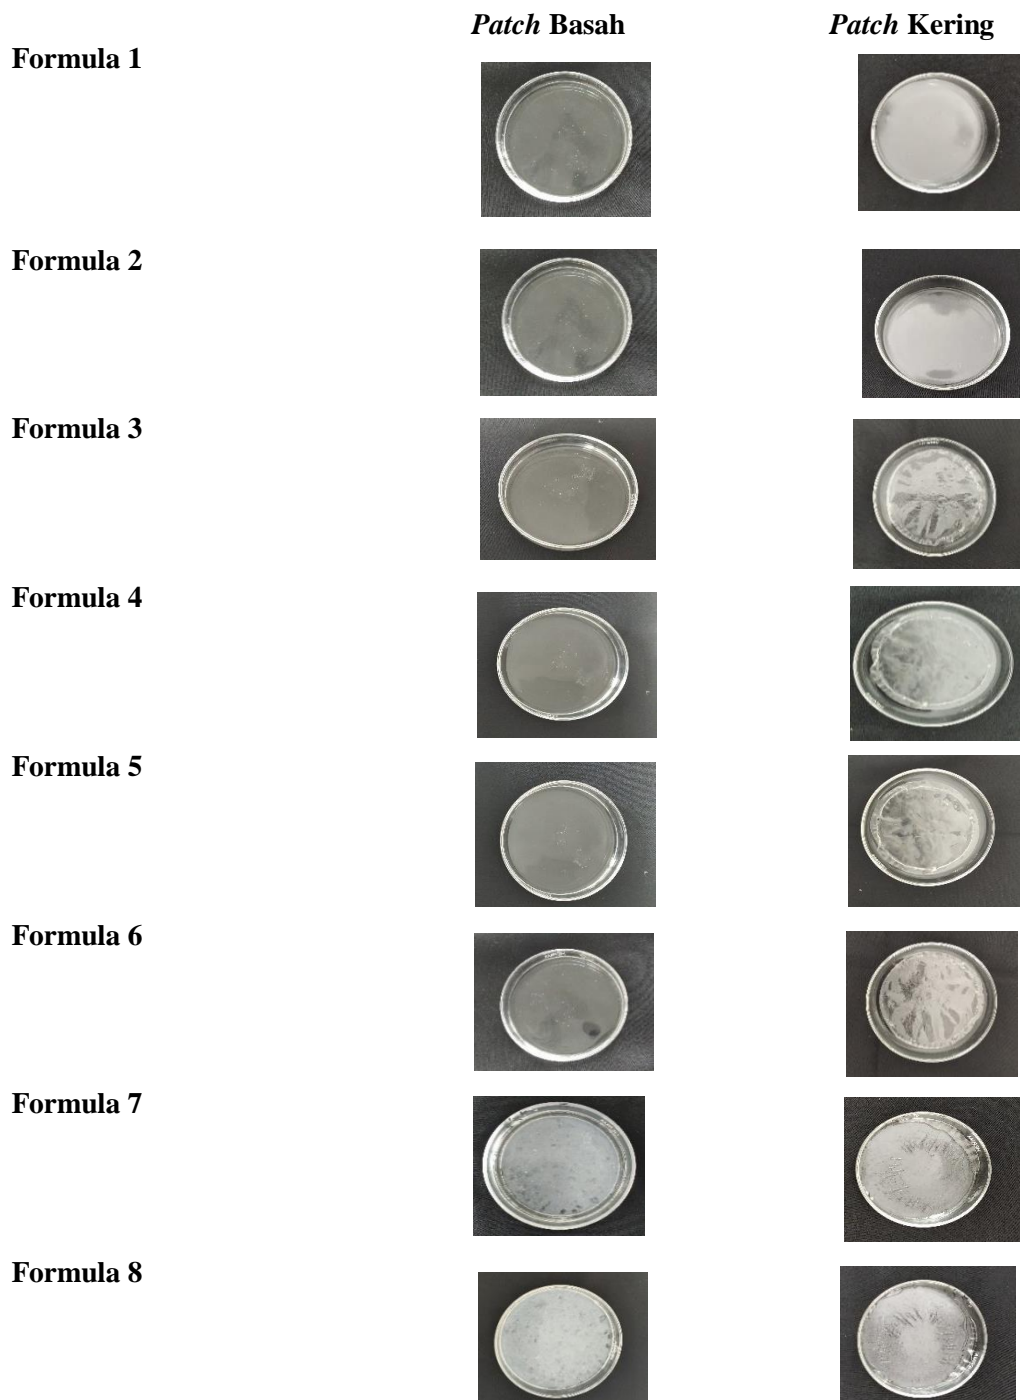 Patch Basah Patch Kering
Formula 1
Formula 2
Formula 3
Formula 4
Formula 5
Formula 6
Formula 7
Formula 8